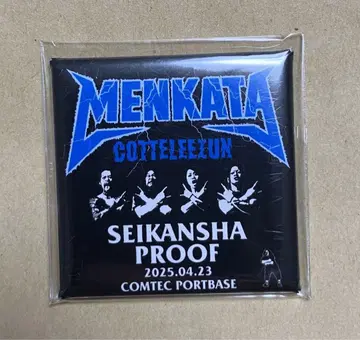 MENKATA
COTTELEEZUN
SEIKANSHA
PROOF
2025.04.23
COMTEC PORTBASE